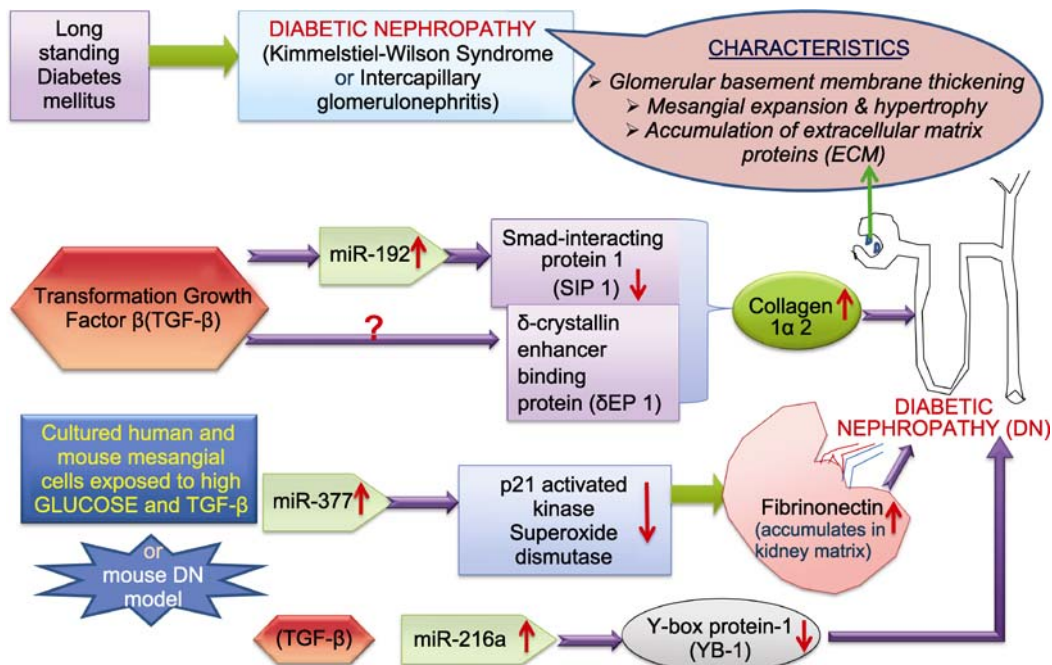 Long
standing
Diabetes
mellitus
DIABETIC NEPHROPATHY
(Kimmelstiel-Wilson Syndrome
or Intercapillary
glomerulonephritis)
CHARACTERISTICS
➢ Glomerular basement membrane thickening
➢ Mesangial expansion & hypertrophy
➢ Accumulation of extracellular matrix
proteins (ECM)
Transformation Growth
Factor β(TGF-β)
miR-192
Smad-interacting
protein 1
(SIP 1)
?
δ-crystallin
enhancer
binding
protein (δEP 1)
Collagen
1α 2
DIABETIC
NEPHROPATHY (DN)
Cultured human and
mouse mesangial
cells exposed to high
GLUCOSE and TGF-β
or
mouse DN
model
miR-377
p21 activated
kinase
Superoxide
dismutase
Fibrinonectin
(accumulates in
kidney matrix)
(TGF-β)
miR-216a
Y-box protein-1
(YB-1)